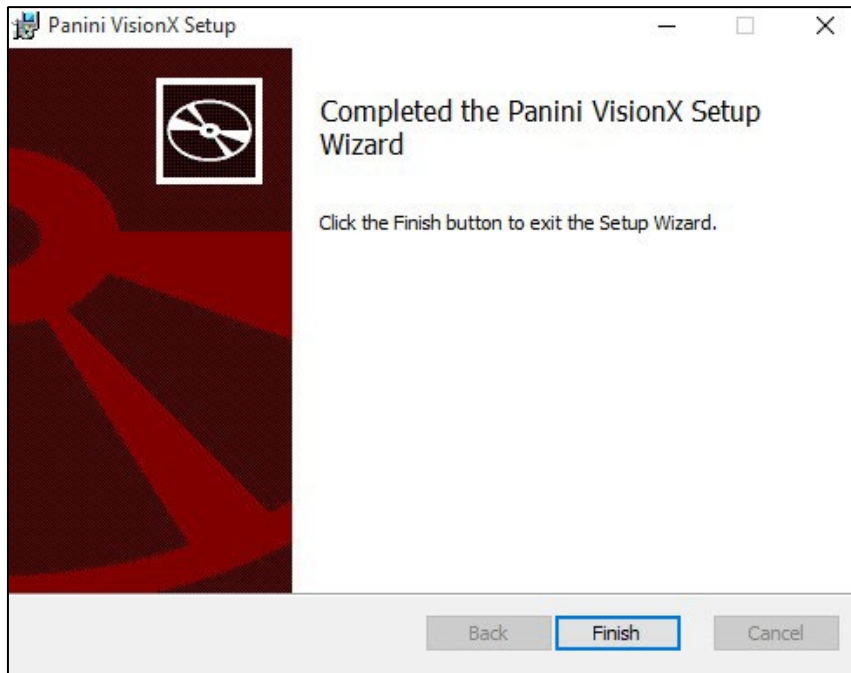 Panini VisionX Setup
Completed the Panini VisionX Setup
Wizard
Click the Finish button to exit the Setup Wizard.
Back
Finish
Cancel